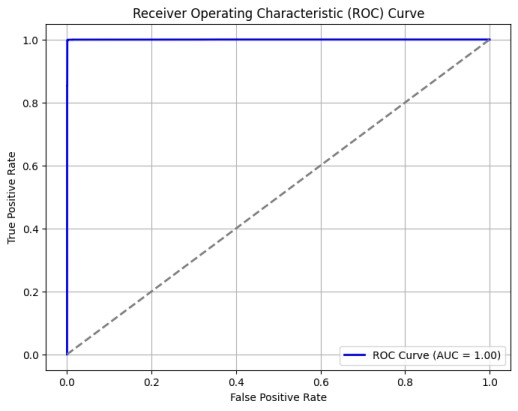 Receiver Operating Characteristic (ROC) Curve
True Positive Rate
1.0
0.8
0.6
0.4
0.2
0.0
ROC Curve (AUC = 1.00)
0.0 0.2 0.4 0.6 0.8 1.0
False Positive Rate